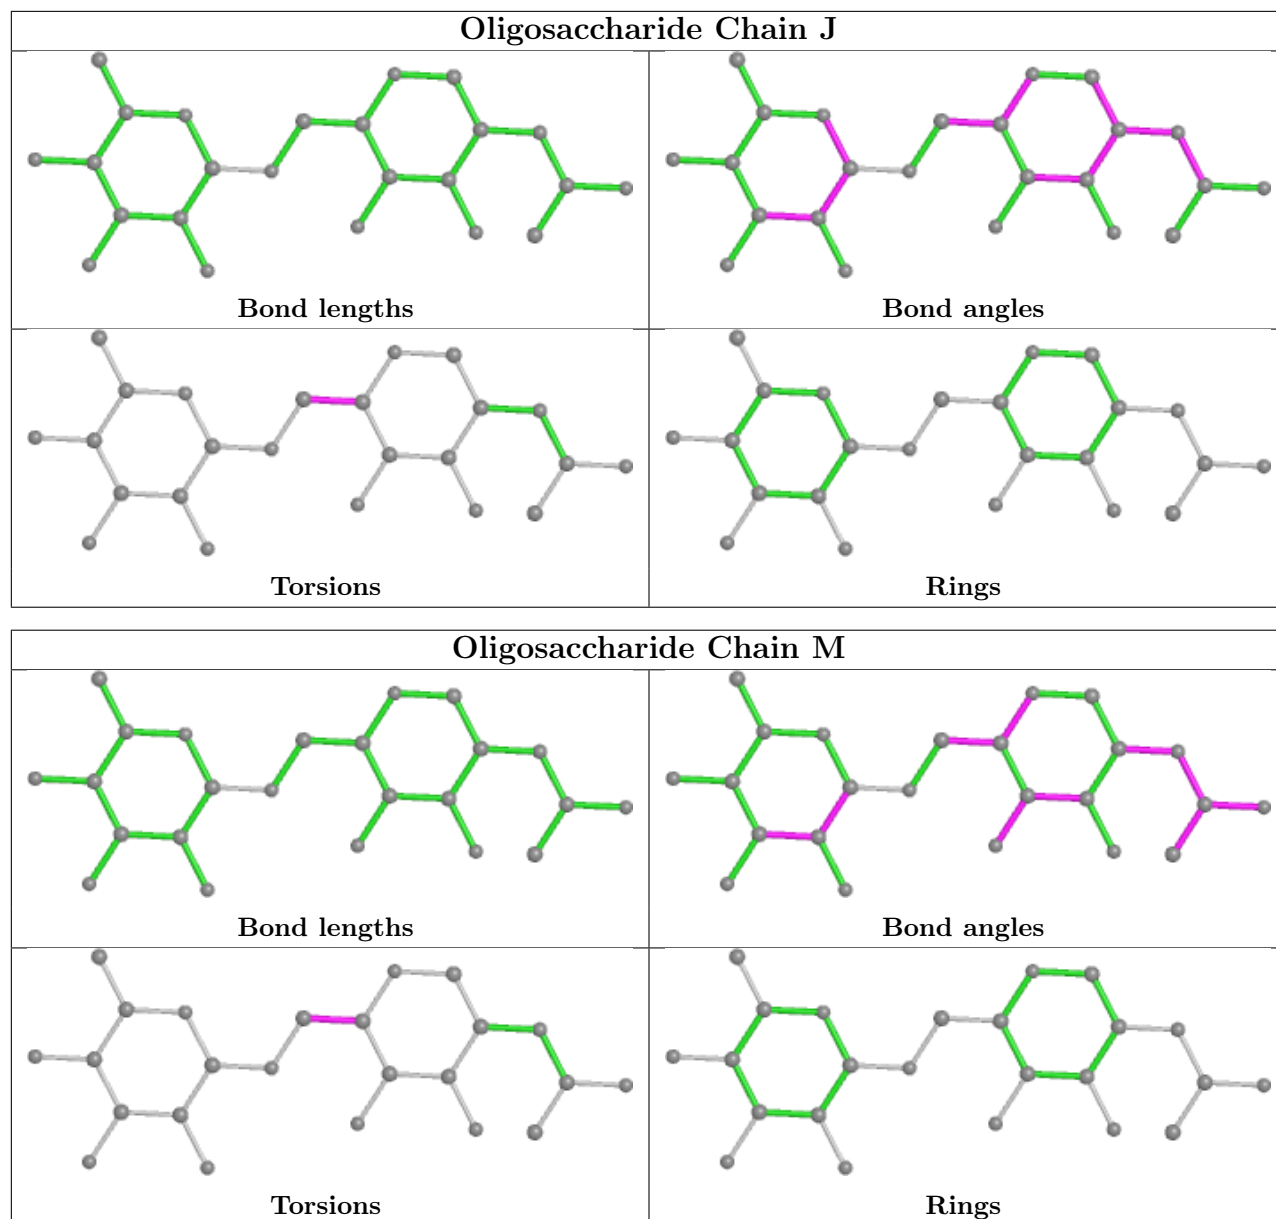 Oligosaccharide Chain J
Bond lengths
Bond angles
Torsions
Rings
Oligosaccharide Chain M
Bond lengths
Bond angles
Torsions
Rings